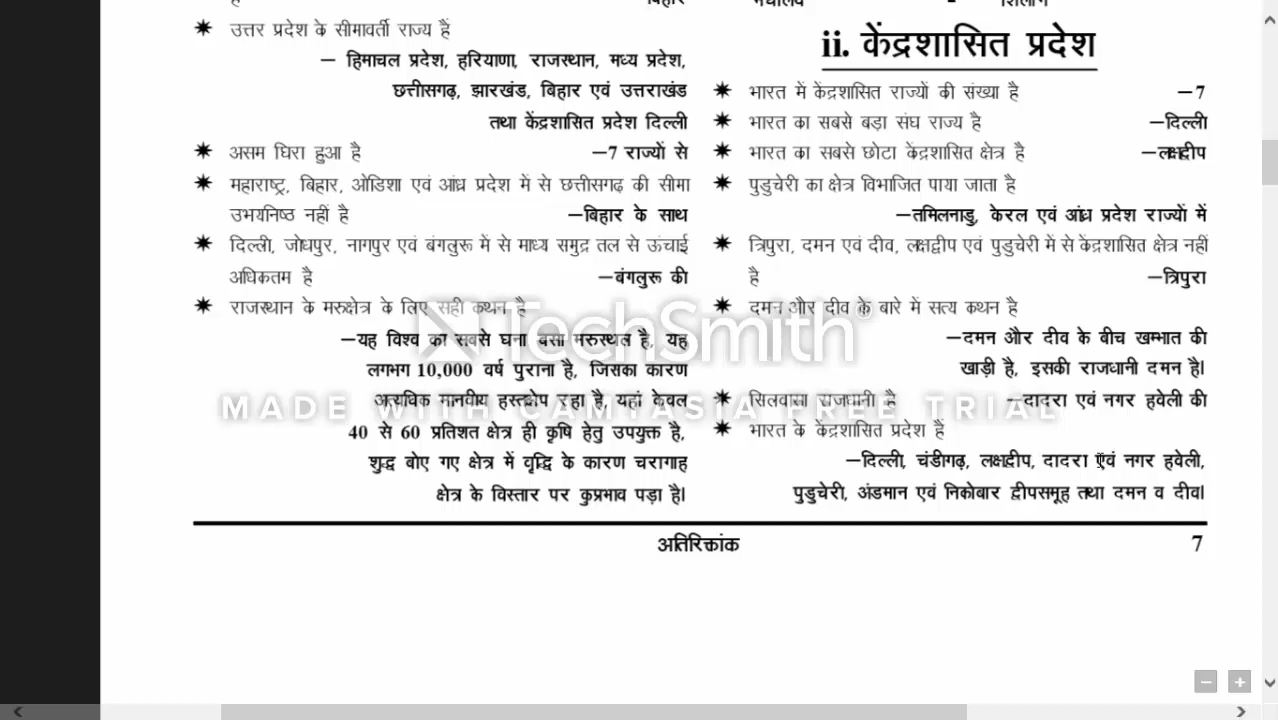 बिहार
उत्तर प्रदेश के सीमावर्ती राज्य हैं
– हिमाचल प्रदेश, हरियाणा, राजस्थान, मध्य प्रदेश,
छत्तीसगढ़, झारखंड, बिहार एवं उत्तराखंड
तथा केंद्रशासित प्रदेश दिल्ली
असम घिरा हुआ है –7 राज्यों से
महाराष्ट्र, बिहार, ओडिशा एवं आंध्र प्रदेश में से छत्तीसगढ़ की सीमा
उभयनिष्ठ नहीं है –बिहार के साथ
दिल्ली, जोधपुर, नागपुर एवं बंगलुरू में से माध्य समुद्र तल से ऊंचाई
अधिकतम है –बंगलुरू की
राजस्थान के मरुक्षेत्र के लिए सही कथन है
–यह विश्व का सबसे घना बसा मरुस्थल है, यह
लगभग 10,000 वर्ष पुराना है, जिसका कारण
अत्यधिक मानवीय हस्तक्षेप रहा है, यहां केवल
40 से 60 प्रतिशत क्षेत्र ही कृषि हेतु उपयुक्त है,
शुद्ध बोए गए क्षेत्र में वृद्धि के कारण चरागाह
क्षेत्र के विस्तार पर कुप्रभाव पड़ा है।
मेघालय - शिलांग
ii. केंद्रशासित प्रदेश
भारत में केंद्रशासित राज्यों की संख्या है –7
भारत का सबसे बड़ा संघ राज्य है –दिल्ली
भारत का सबसे छोटा केंद्रशासित क्षेत्र है –लक्षद्वीप
पुडुचेरी का क्षेत्र विभाजित पाया जाता है
–तमिलनाडु, केरल एवं आंध्र प्रदेश राज्यों में
त्रिपुरा, दमन एवं दीव, लक्षद्वीप एवं पुडुचेरी में से केंद्रशासित क्षेत्र नहीं
है –त्रिपुरा
दमन और दीव के बारे में सत्य कथन है
–दमन और दीव के बीच खम्भात की
खाड़ी है, इसकी राजधानी दमन है।
सिलवासा राजधानी है –दादरा एवं नगर हवेली की
भारत के केंद्रशासित प्रदेश हैं
–दिल्ली, चंडीगढ़, लक्षद्वीप, दादरा एवं नगर हवेली,
पुडुचेरी, अंडमान एवं निकोबार द्वीपसमूह तथा दमन व दीव।
अतिरिक्तांक 7
TechSmith®
MADE WITH CAMTASIA FREE TRIAL